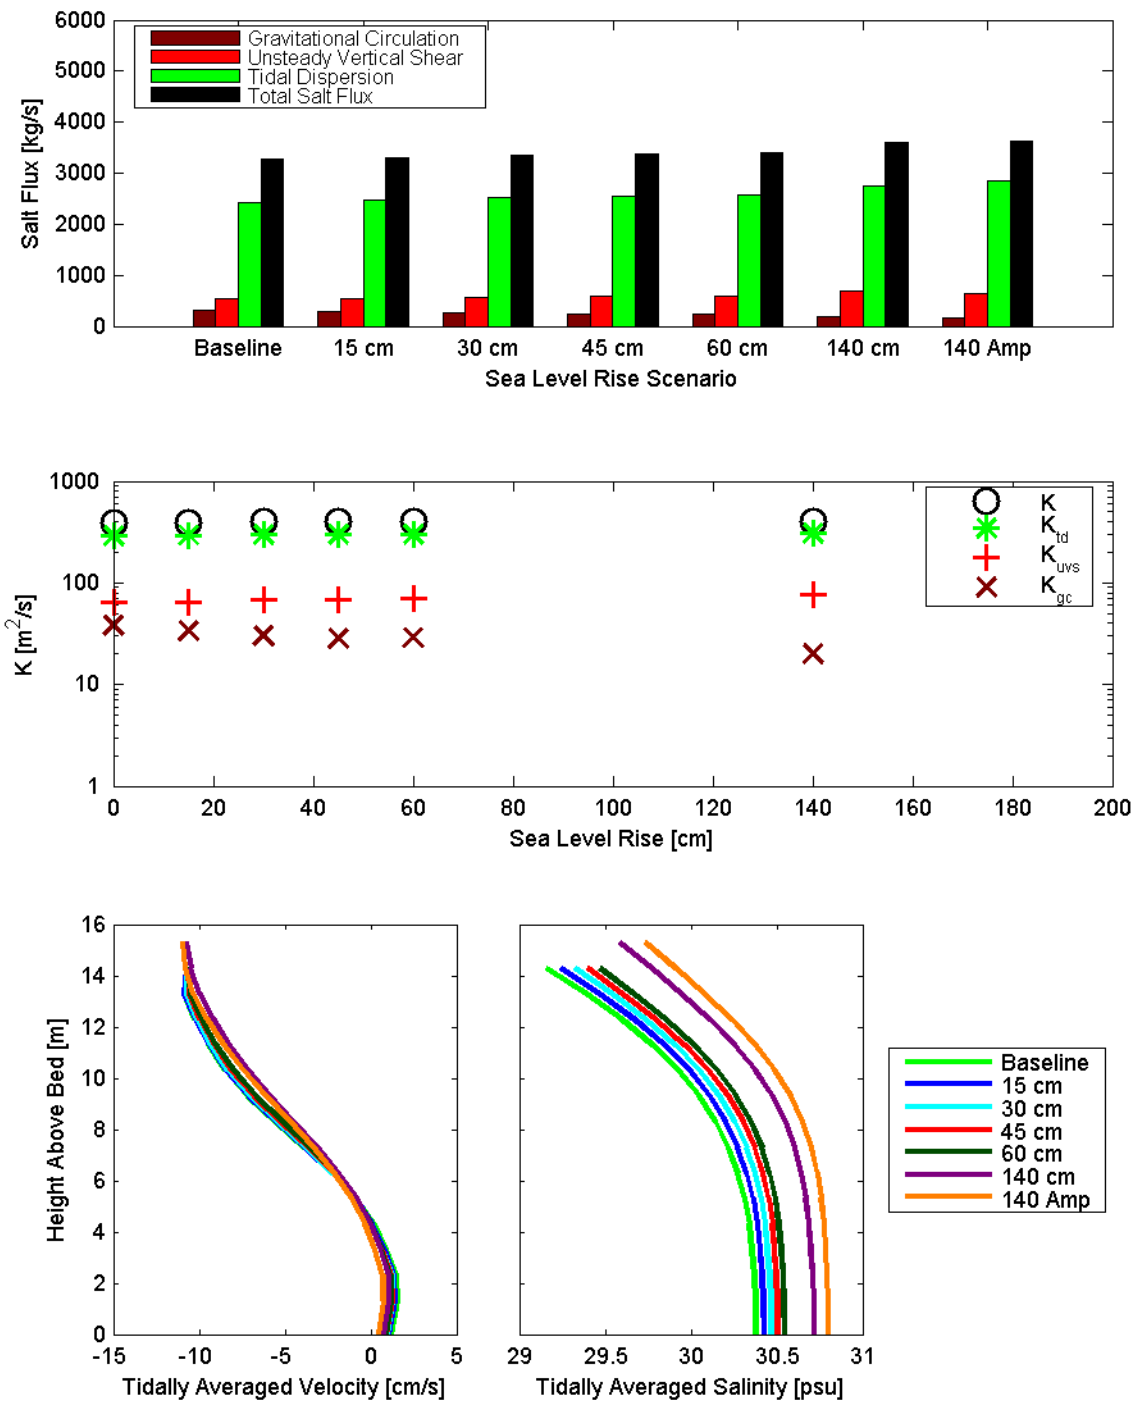 6000
5000
4000
3000
2000
1000
0
Salt Flux [kg/s]
Gravitational Circulation
Unsteady Vertical Shear
Tidal Dispersion
Total Salt Flux
Baseline 15 cm 30 cm 45 cm 60 cm 140 cm 140 Amp
Sea Level Rise Scenario
1000
100
10
1
K [m²/s]
K
K_td
K_uvs
K_gc
0 20 40 60 80 100 120 140 160 180 200
Sea Level Rise [cm]
16
14
12
10
8
6
4
2
0
Height Above Bed [m]
-15 -10 -5 0 5
Tidally Averaged Velocity [cm/s]
29 29.5 30 30.5 31
Tidally Averaged Salinity [psu]
Baseline
15 cm
30 cm
45 cm
60 cm
140 cm
140 Amp